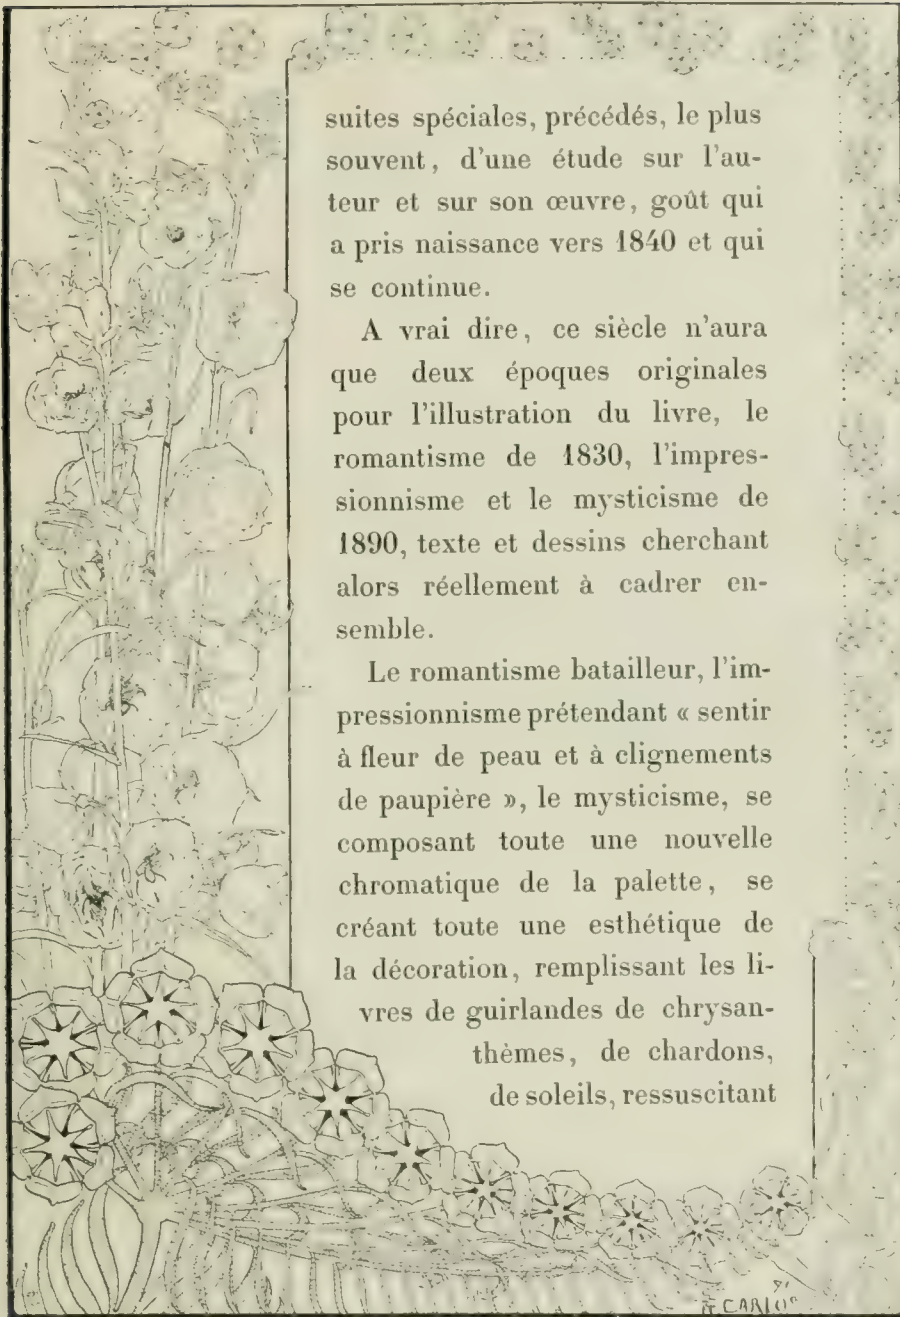 suites spéciales, précédés, le plus
souvent, d'une étude sur l'au-
teur et sur son œuvre, goût qui
a pris naissance vers 1840 et qui
se continue.
A vrai dire, ce siècle n'aura
que deux époques originales
pour l'illustration du livre, le
romantisme de 1830, l'impres-
sionnisme et le mysticisme de
1890, texte et dessins cherchant
alors réellement à cadrer en-
semble.
Le romantisme batailleur, l'im-
pressionnisme prétendant « sentir
à fleur de peau et à clignements
de paupière », le mysticisme, se
composant toute une nouvelle
chromatique de la palette, se
créant toute une esthétique de
la décoration, remplissant les li-
vres de guirlandes de chrysan-
thèmes, de chardons,
de soleils, ressuscitant